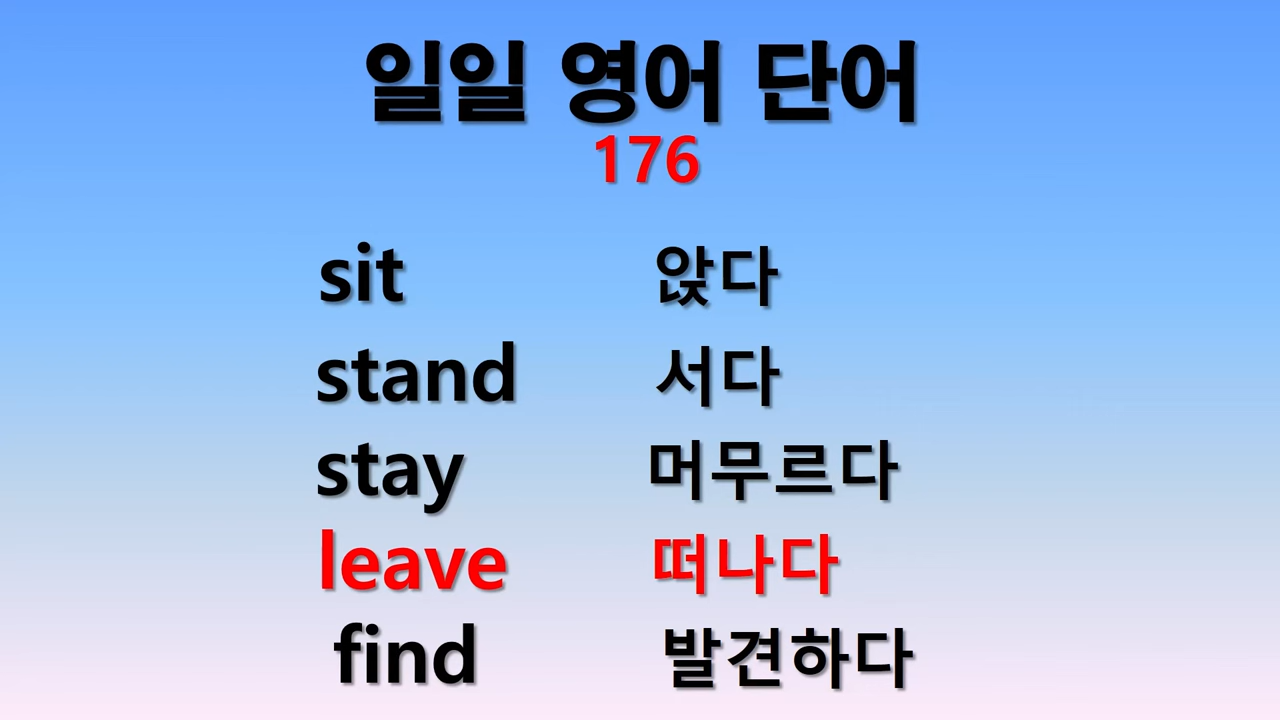 일일 영어 단어
176
sit 앉다
stand 서다
stay 머무르다
leave 떠나다
find 발견하다